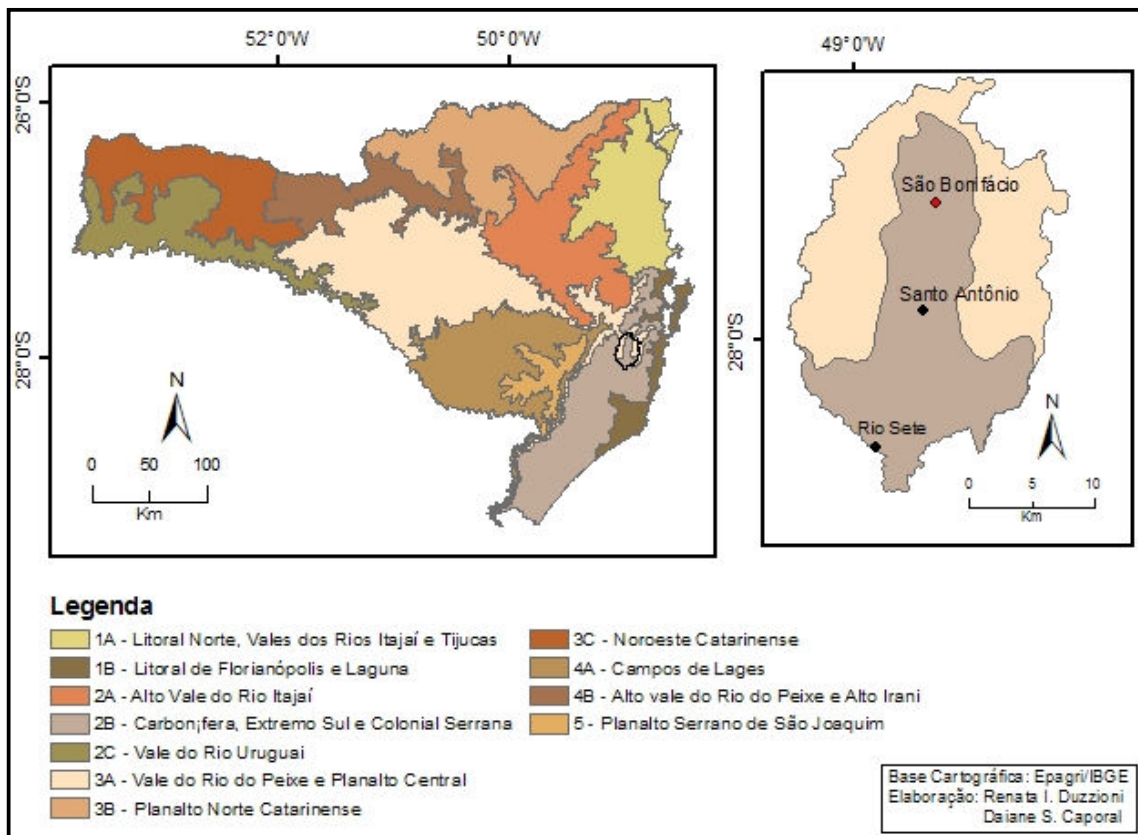 52°0'W
50°0'W
49°0'W
26°0'S
28°0'S
28°0'S
São Bonifácio
Santo Antônio
Rio Sete
N
0 50 100
Km
N
0 5 10
Km
Legenda
1A - Litoral Norte, Vales dos Rios Itajaí e Tijucas
1B - Litoral de Florianópolis e Laguna
2A - Alto Vale do Rio Itajaí
2B - Carbon¡fera, Extremo Sul e Colonial Serrana
2C - Vale do Rio Uruguai
3A - Vale do Rio do Peixe e Planalto Central
3B - Planalto Norte Catarinense
3C - Noroeste Catarinense
4A - Campos de Lages
4B - Alto vale do Rio do Peixe e Alto Irani
5 - Planalto Serrano de São Joaquim
Base Cartográfica: Epagri/IBGE
Elaboração: Renata I. Duzzioni
Daiane S. Caporal